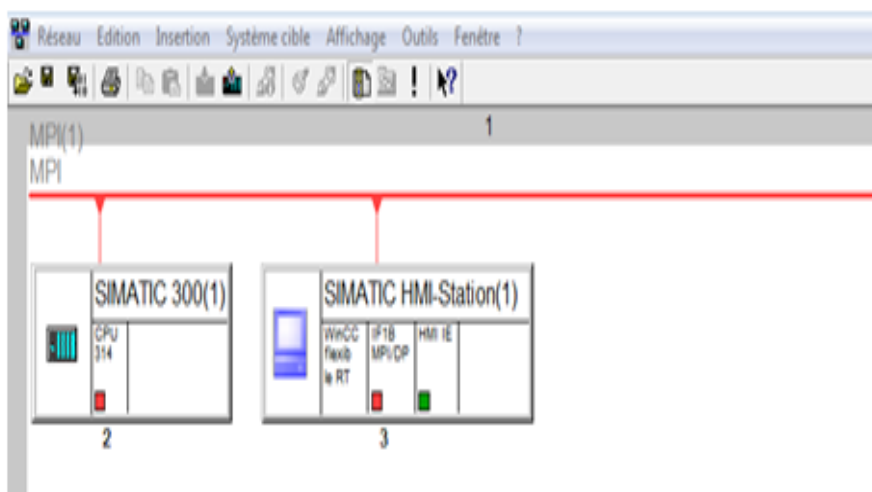 Réseau Edition Insertion Système cible Affichage Outils Fenêtre ?
1
MPI(1)
MPI
SIMATIC 300(1)
CPU
314
2
SIMATIC HMI-Station(1)
WinCC
flexib
le RT
IF1B
MPI/DP
HMI IE
3